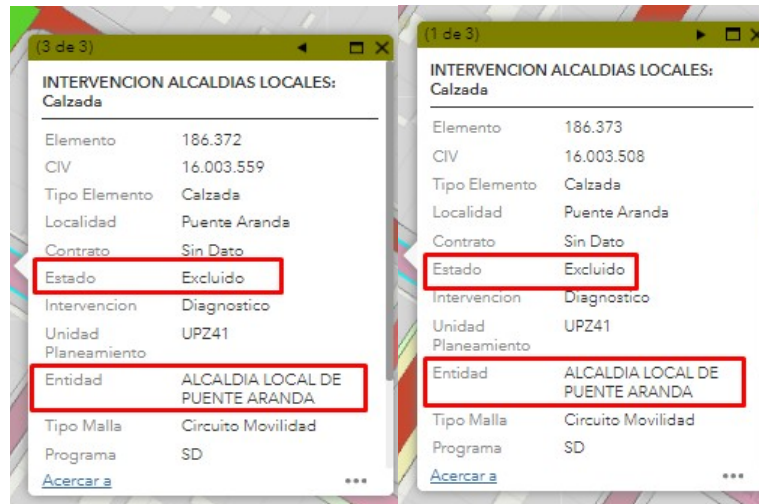 (3 de 3)
INTERVENCION ALCALDIAS LOCALES:
Calzada
Elemento 186.372
CIV 16.003.559
Tipo Elemento Calzada
Localidad Puente Aranda
Contrato Sin Dato
Estado Excluido
Intervencion Diagnostico
Unidad UPZ41
Planeamiento
Entidad ALCALDIA LOCAL DE
PUENTE ARANDA
Tipo Malla Circuito Movilidad
Programa SD
Acercar a
(1 de 3)
INTERVENCION ALCALDIAS LOCALES:
Calzada
Elemento 186.373
CIV 16.003.508
Tipo Elemento Calzada
Localidad Puente Aranda
Contrato Sin Dato
Estado Excluido
Intervencion Diagnostico
Unidad UPZ41
Planeamiento
Entidad ALCALDIA LOCAL DE
PUENTE ARANDA
Tipo Malla Circuito Movilidad
Programa SD
Acercar a